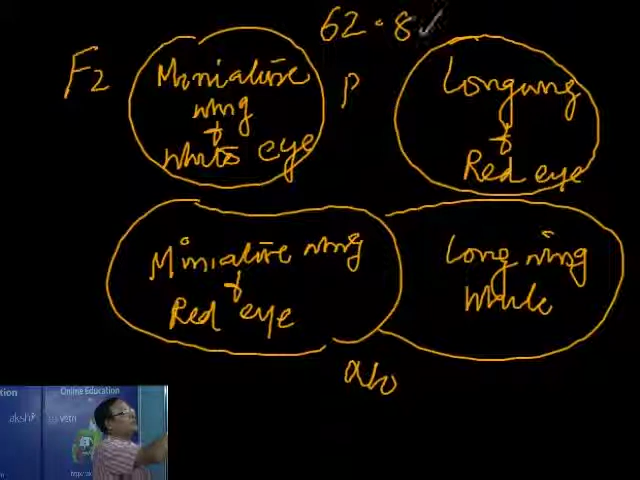 62.8
F2
Miniature
wing
+
White eye
P
Longwing
+
Red eye
Miniature wing
+
Red eye
Long wing
White
Online Education